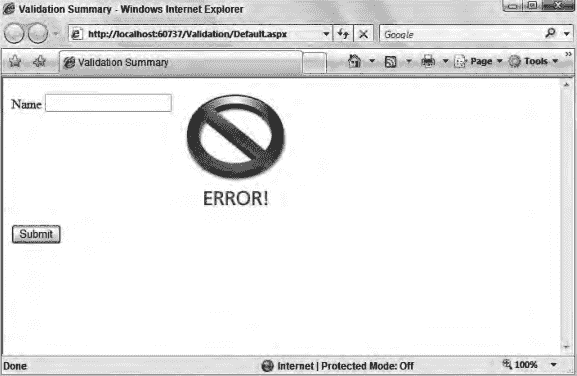 Validation Summary - Windows Internet Explorer
http://localhost:60737/Validation/Default.aspx
Google
Validation Summary
Page
Tools
Name
ERROR!
Submit
Done
Internet | Protected Mode: Off
100%